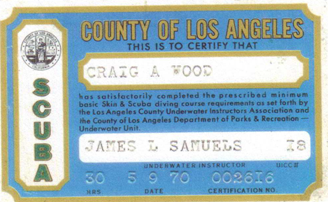 COUNTY OF LOS ANGELES
THIS IS TO CERTIFY THAT
CRAIG A WOOD
has satisfactorily completed the prescribed minimum
basic Skin & Scuba diving course requirements as set forth by
the Los Angeles County Underwater Instructors Association and
the County of Los Angeles Department of Parks & Recreation —
Underwater Unit.
JAMES L SAMUELS I8
UNDERWATER INSTRUCTOR UICC#
30 5 9 70 002616
HRS DATE CERTIFICATION NO.
SCUBA